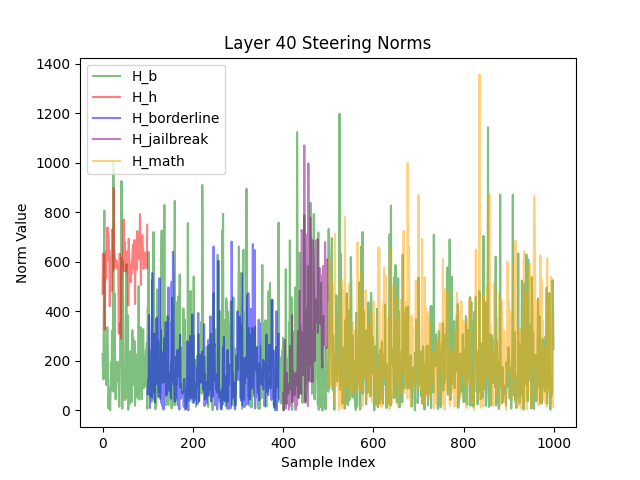 Layer 40 Steering Norms
H_b
H_h
H_borderline
H_jailbreak
H_math
Norm Value
1400
1200
1000
800
600
400
200
0
0 200 400 600 800 1000
Sample Index